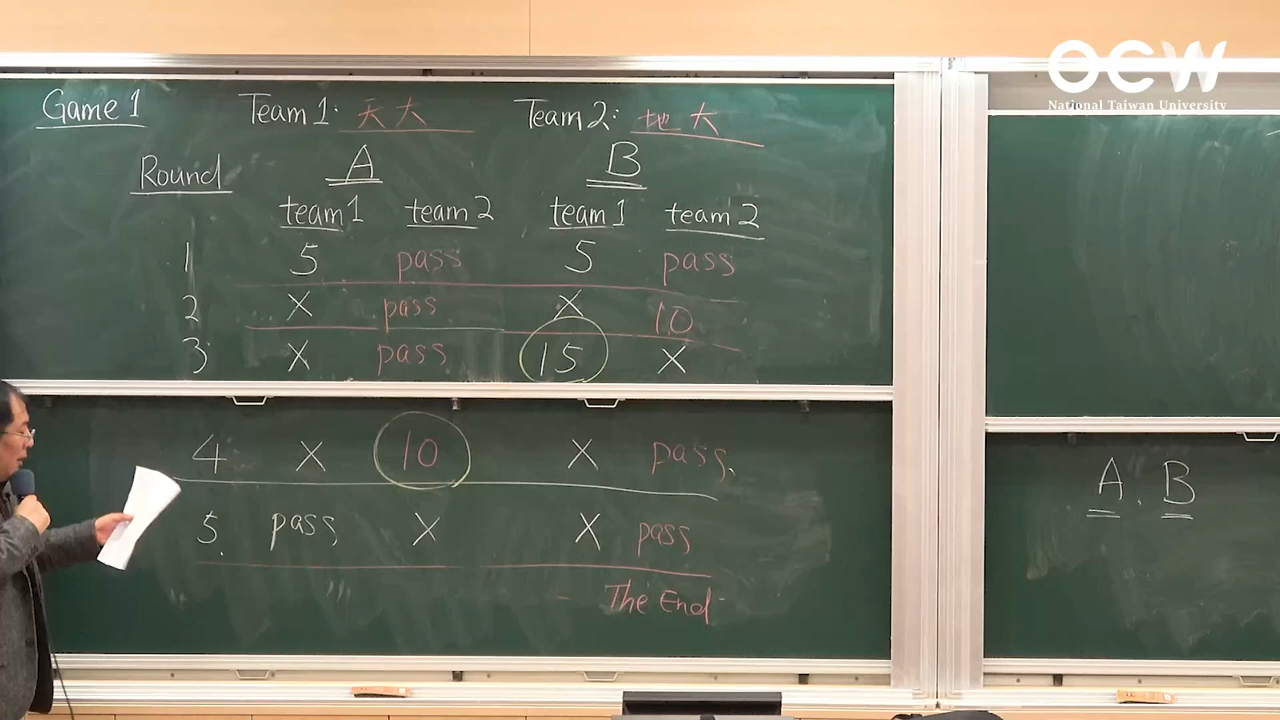 OCW
National Taiwan University
Game 1 Team 1: 天大 Team 2: 地大
Round A B
team 1 team 2 team 1 team 2
1 5 pass 5 pass
2 X pass X 10
3 X pass 15 X
4 X 10 X pass
5. pass X X pass
The End
A. B